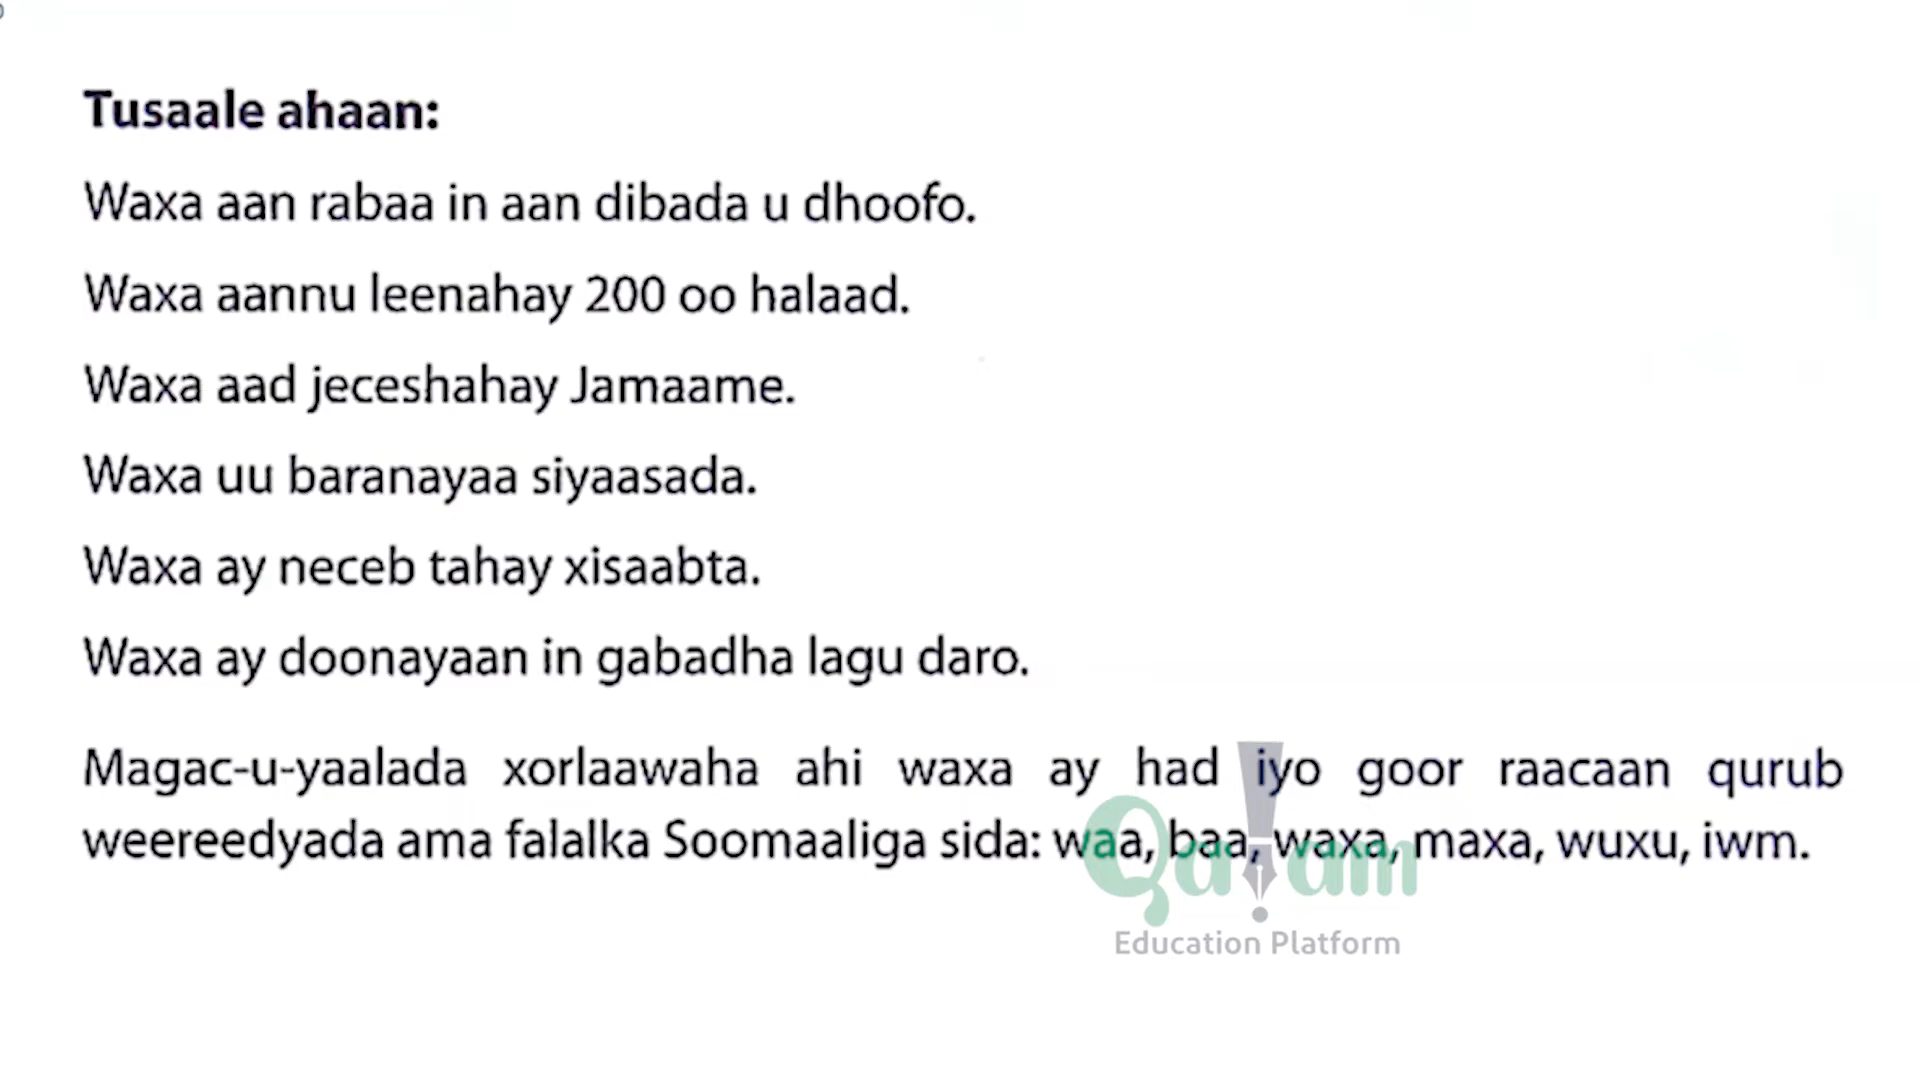 Tusaale ahaan:
Waxa aan rabaa in aan dibada u dhoofo.
Waxa aannu leenahay 200 oo halaad.
Waxa aad jeceshahay Jamaame.
Waxa uu baranayaa siyaasada.
Waxa ay neceb tahay xisaabta.
Waxa ay doonayaan in gabadha lagu daro.
Magac-u-yaalada xorlaawaha ahi waxa ay had iyo goor raacaan qurub
weereedyada ama falalka Soomaaliga sida: waa, baa, waxa, maxa, wuxu, iwm.
Qalam
Education Platform